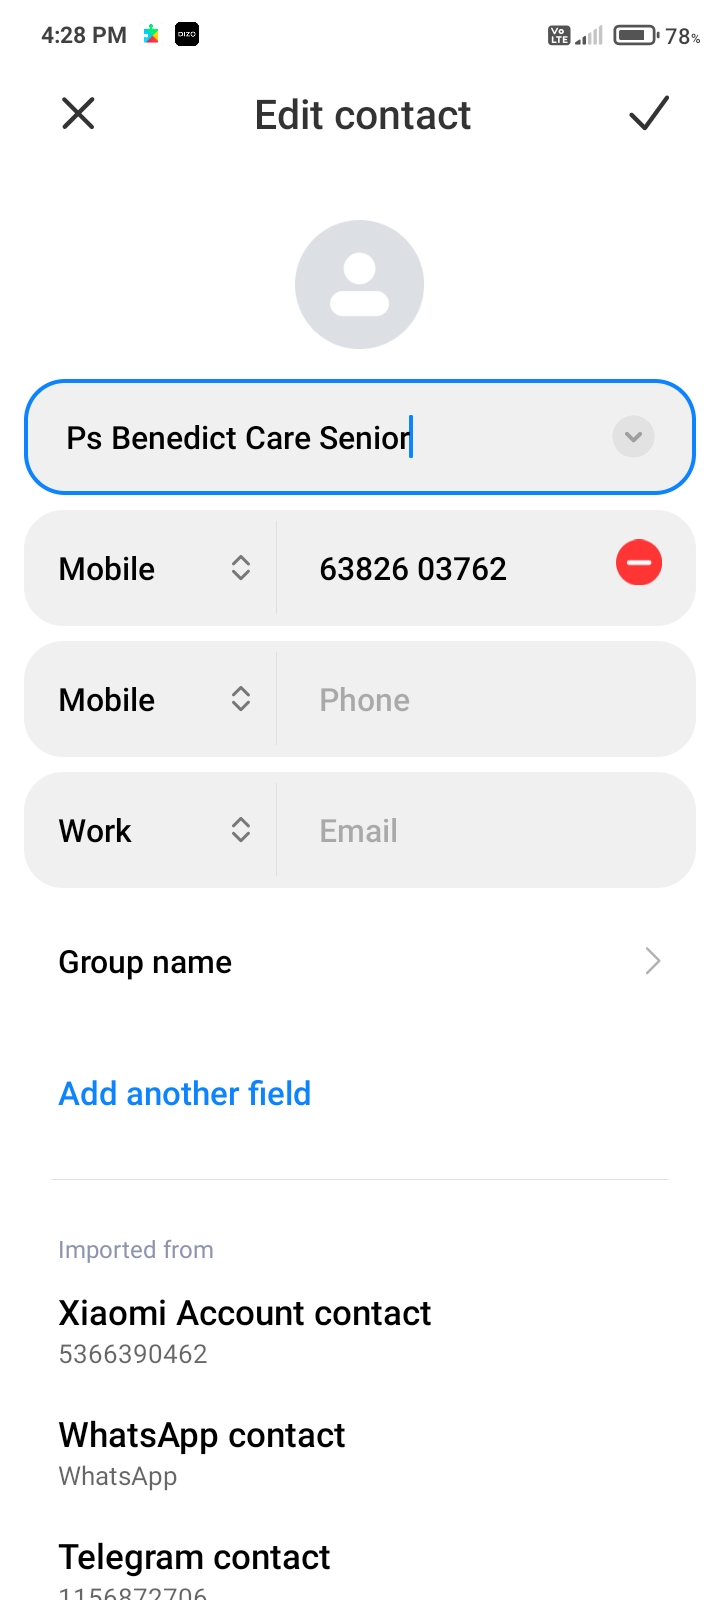 4:28 PM DIZO Vo LTE 78%
Edit contact
Ps Benedict Care Senior
Mobile 63826 03762
Mobile Phone
Work Email
Group name
Add another field
Imported from
Xiaomi Account contact
5366390462
WhatsApp contact
WhatsApp
Telegram contact
1156872706